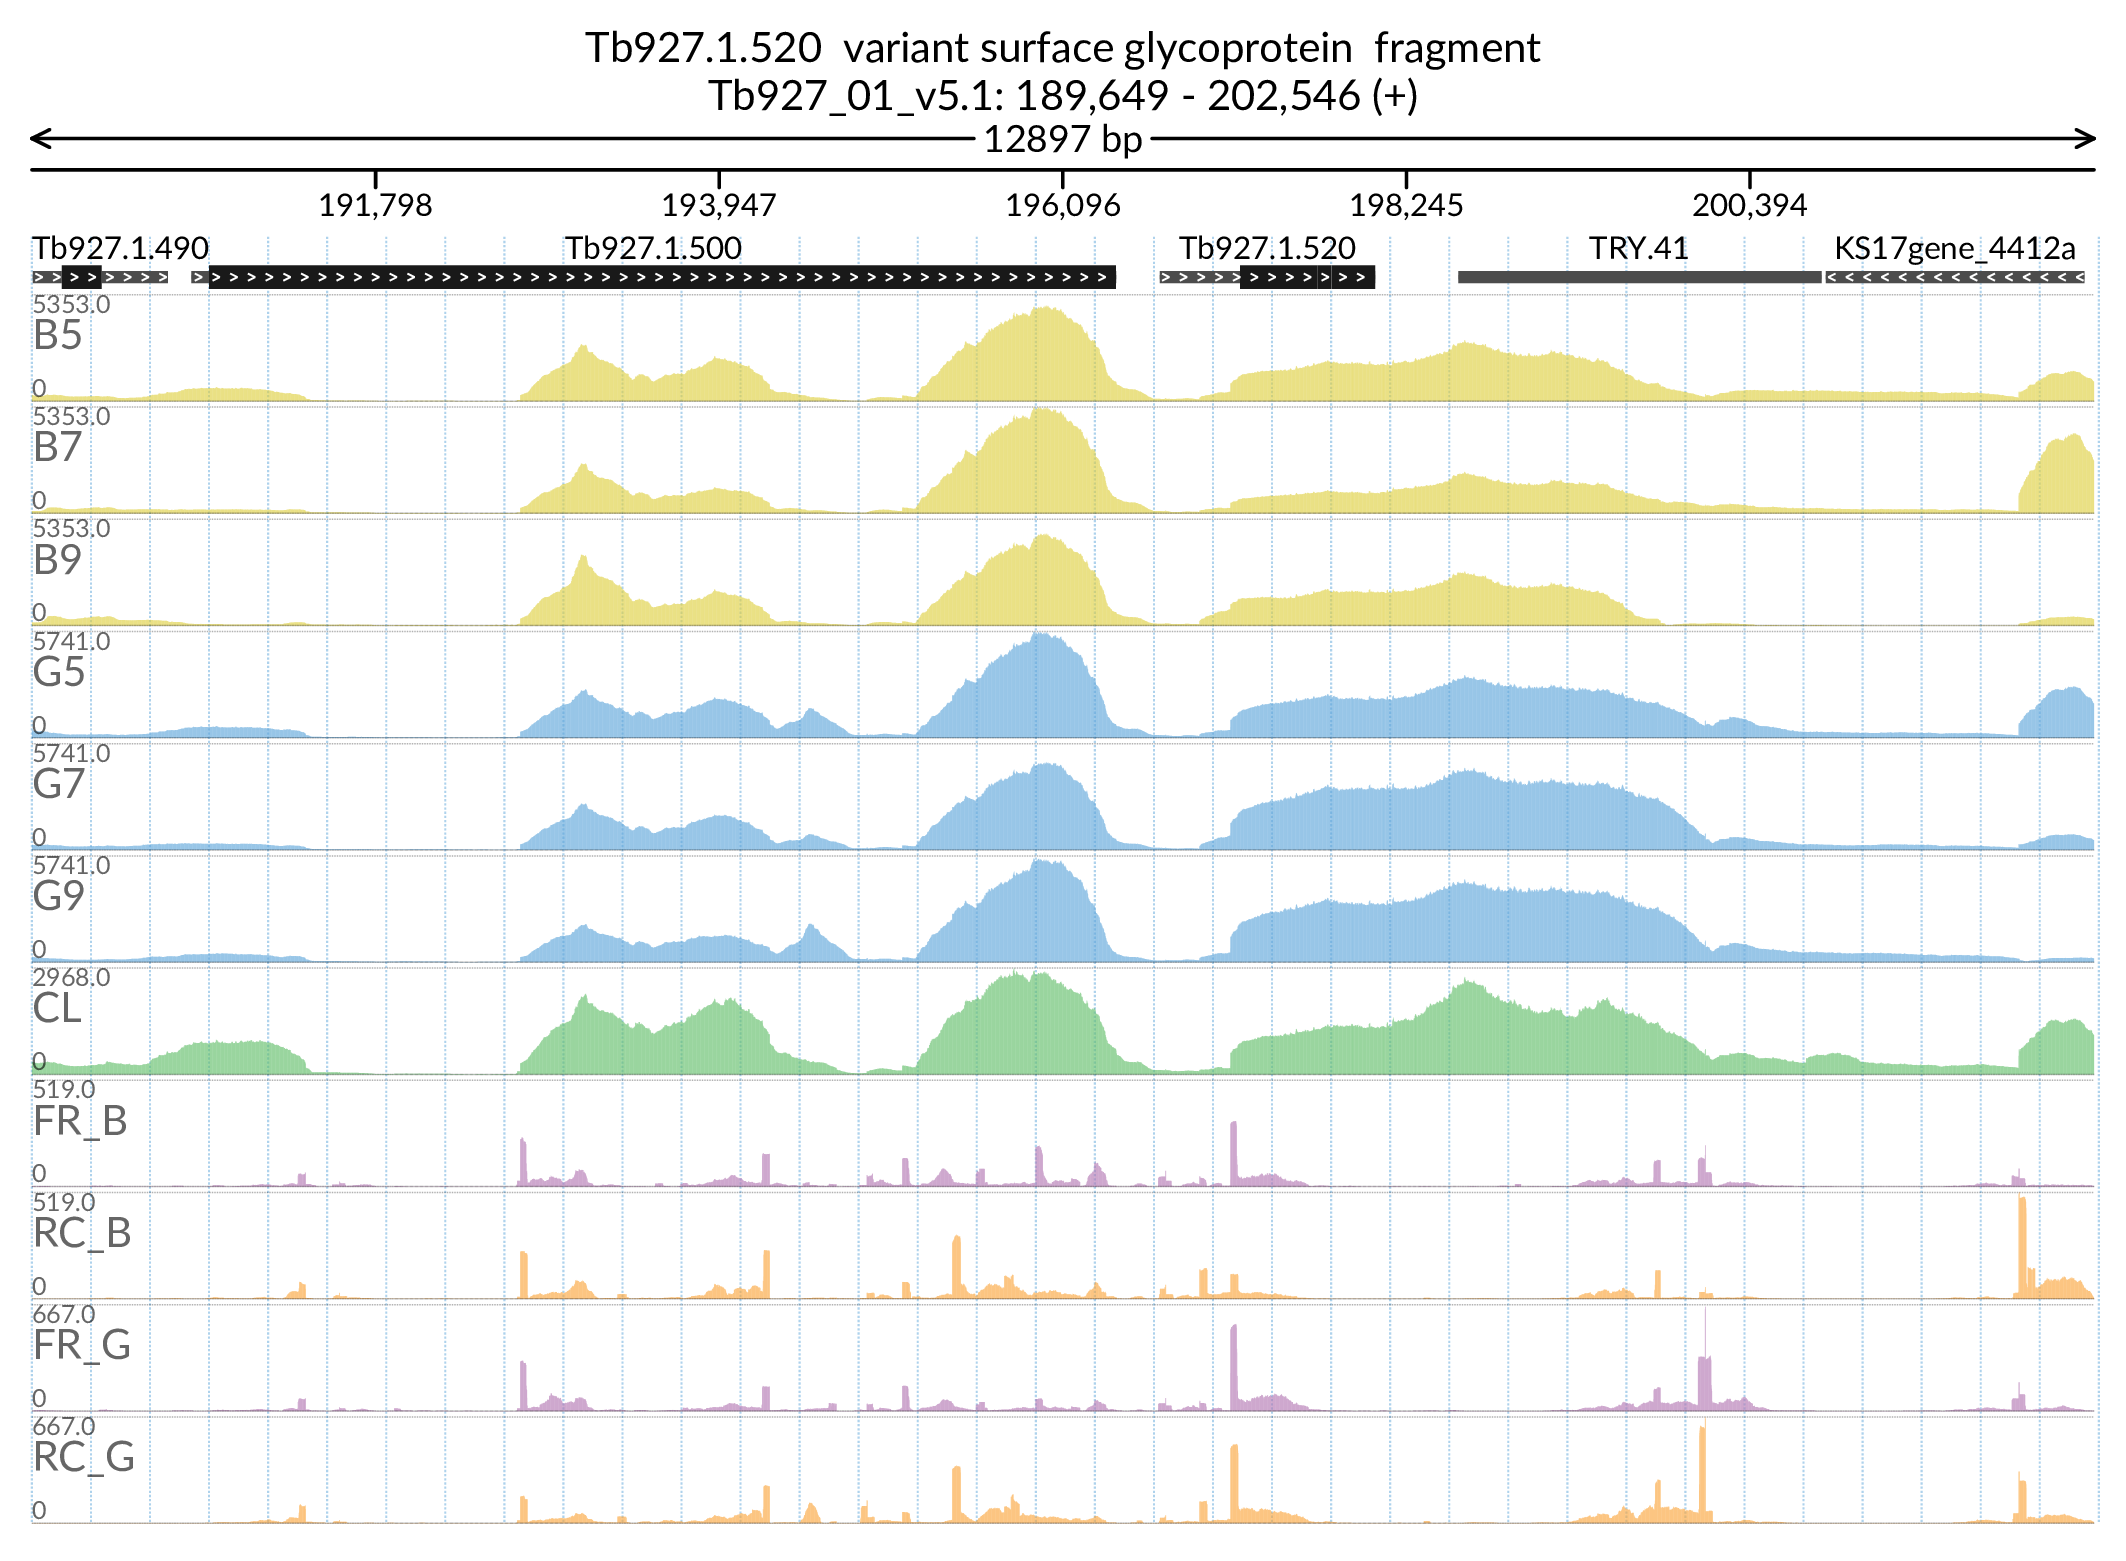 Tb927.1.520 variant surface glycoprotein fragment
Tb927_01_v5.1: 189,649 - 202,546 (+)
12897 bp
191,798 193,947 196,096 198,245 200,394
Tb927.1.490 Tb927.1.500 Tb927.1.520 TRY.41 KS17gene_4412a
5353.0
B5
0
5353.0
B7
0
5353.0
B9
0
5741.0
G5
0
5741.0
G7
0
5741.0
G9
0
2968.0
CL
0
519.0
FR_B
0
519.0
RC_B
0
667.0
FR_G
0
667.0
RC_G
0